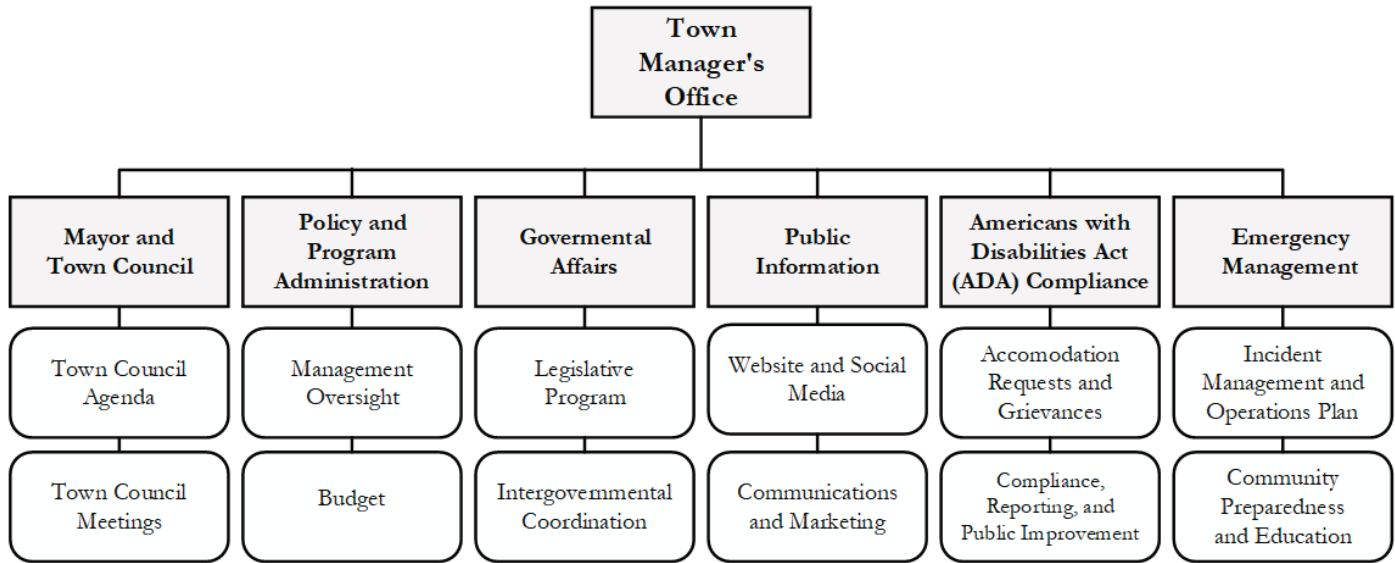 Town
Manager's
Office
Mayor and
Town Council
Policy and
Program
Administration
Govermental
Affairs
Public
Information
Americans with
Disabilities Act
(ADA) Compliance
Emergency
Management
Town Council
Agenda
Management
Oversight
Legislative
Program
Website and Social
Media
Accomodation
Requests and
Grievances
Incident
Management and
Operations Plan
Town Council
Meetings
Budget
Intergovernmental
Coordination
Communications
and Marketing
Compliance,
Reporting, and
Public Improvement
Community
Preparedness
and Education